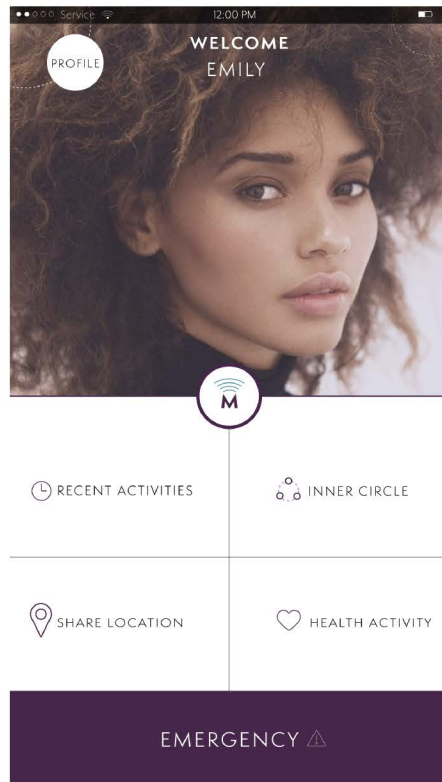 Service 12:00 PM
PROFILE
WELCOME
EMILY
M
RECENT ACTIVITIES
INNER CIRCLE
SHARE LOCATION
HEALTH ACTIVITY
EMERGENCY